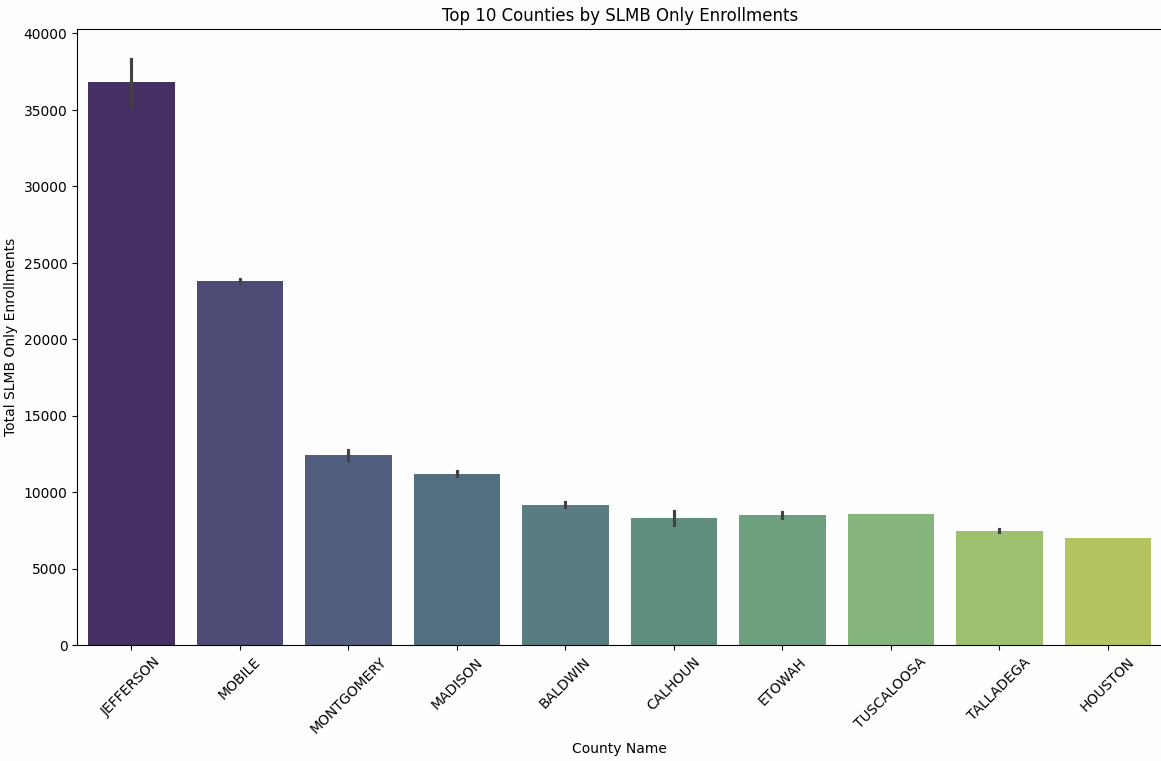 Top 10 Counties by SLMB Only Enrollments
Total SLMB Only Enrollments
40000
35000
30000
25000
20000
15000
10000
5000
0
JEFFERSON
MOBILE
MONTGOMERY
MADISON
BALDWIN
CALHOUN
ETOWAH
TUSCALOOSA
TALLADEGA
HOUSTON
County Name